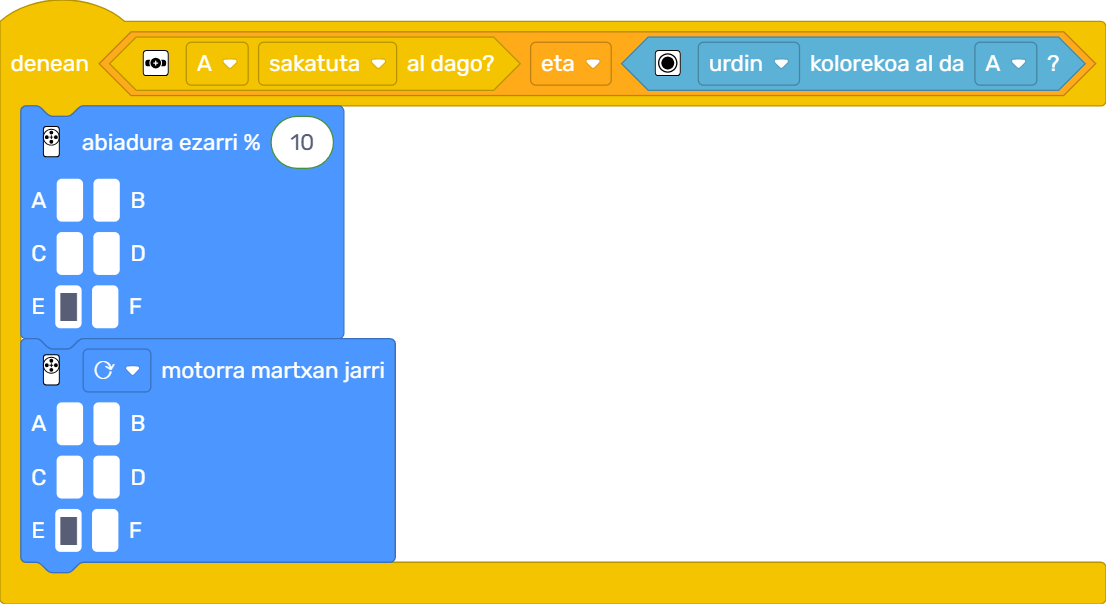 denean A sakatuta al dago? eta urdin kolorekoa al da A ?
abiadura ezarri % 10
A B
C D
E F
motorra martxan jarri
A B
C D
E F